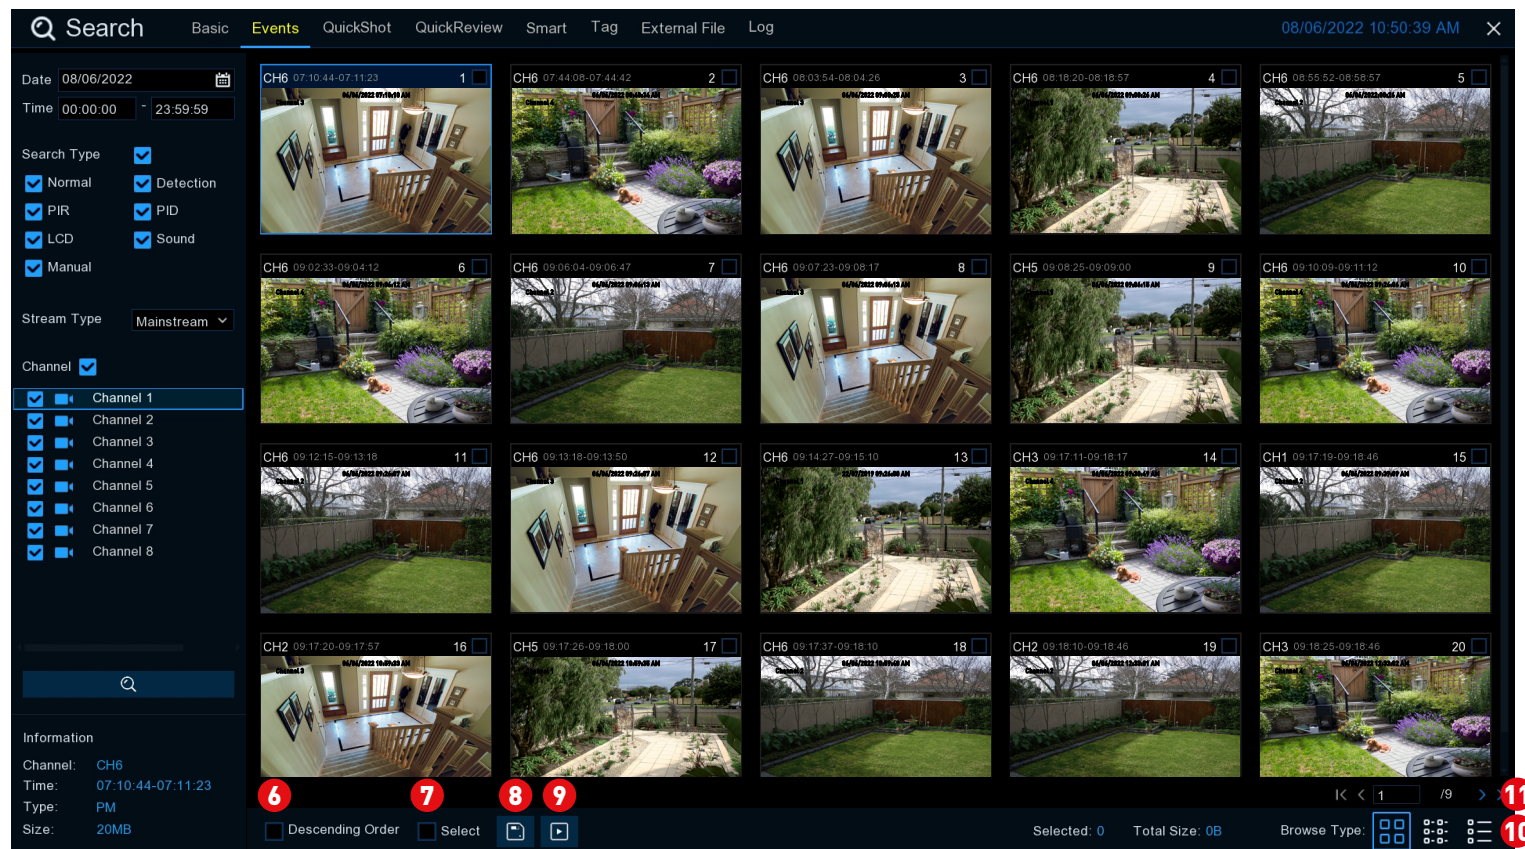 Search Basic Events QuickShot QuickReview Smart Tag External File Log 08/06/2022 10:50:39 AM
Date 08/06/2022
Time 00:00:00 - 23:59:59
Search Type
Normal Detection
PIR PID
LCD Sound
Manual
Stream Type Mainstream
Channel
Channel 1
Channel 2
Channel 3
Channel 4
Channel 5
Channel 6
Channel 7
Channel 8
Information
Channel: CH6
Time: 07:10:44-07:11:23
Type: PM
Size: 20MB
CH6 07:10:44-07:11:23 1
CH6 07:44:08-07:44:42 2
CH6 08:03:54-08:04:26 3
CH6 08:18:20-08:18:57 4
CH6 08:55:52-08:58:57 5
CH6 09:02:33-09:04:12 6
CH6 09:06:04-09:06:47 7
CH6 09:07:23-09:08:17 8
CH5 09:08:25-09:09:00 9
CH6 09:10:09-09:11:12 10
CH6 09:12:15-09:13:18 11
CH6 09:13:18-09:13:50 12
CH6 09:14:27-09:15:10 13
CH3 09:17:11-09:18:17 14
CH1 09:17:19-09:18:46 15
CH2 09:17:20-09:17:57 16
CH5 09:17:26-09:18:00 17
CH6 09:17:37-09:18:10 18
CH2 09:18:10-09:18:46 19
CH3 09:18:25-09:18:46 20
6 7 8 9
1 /9 11
Descending Order Select Selected: 0 Total Size: 0B Browse Type: 10